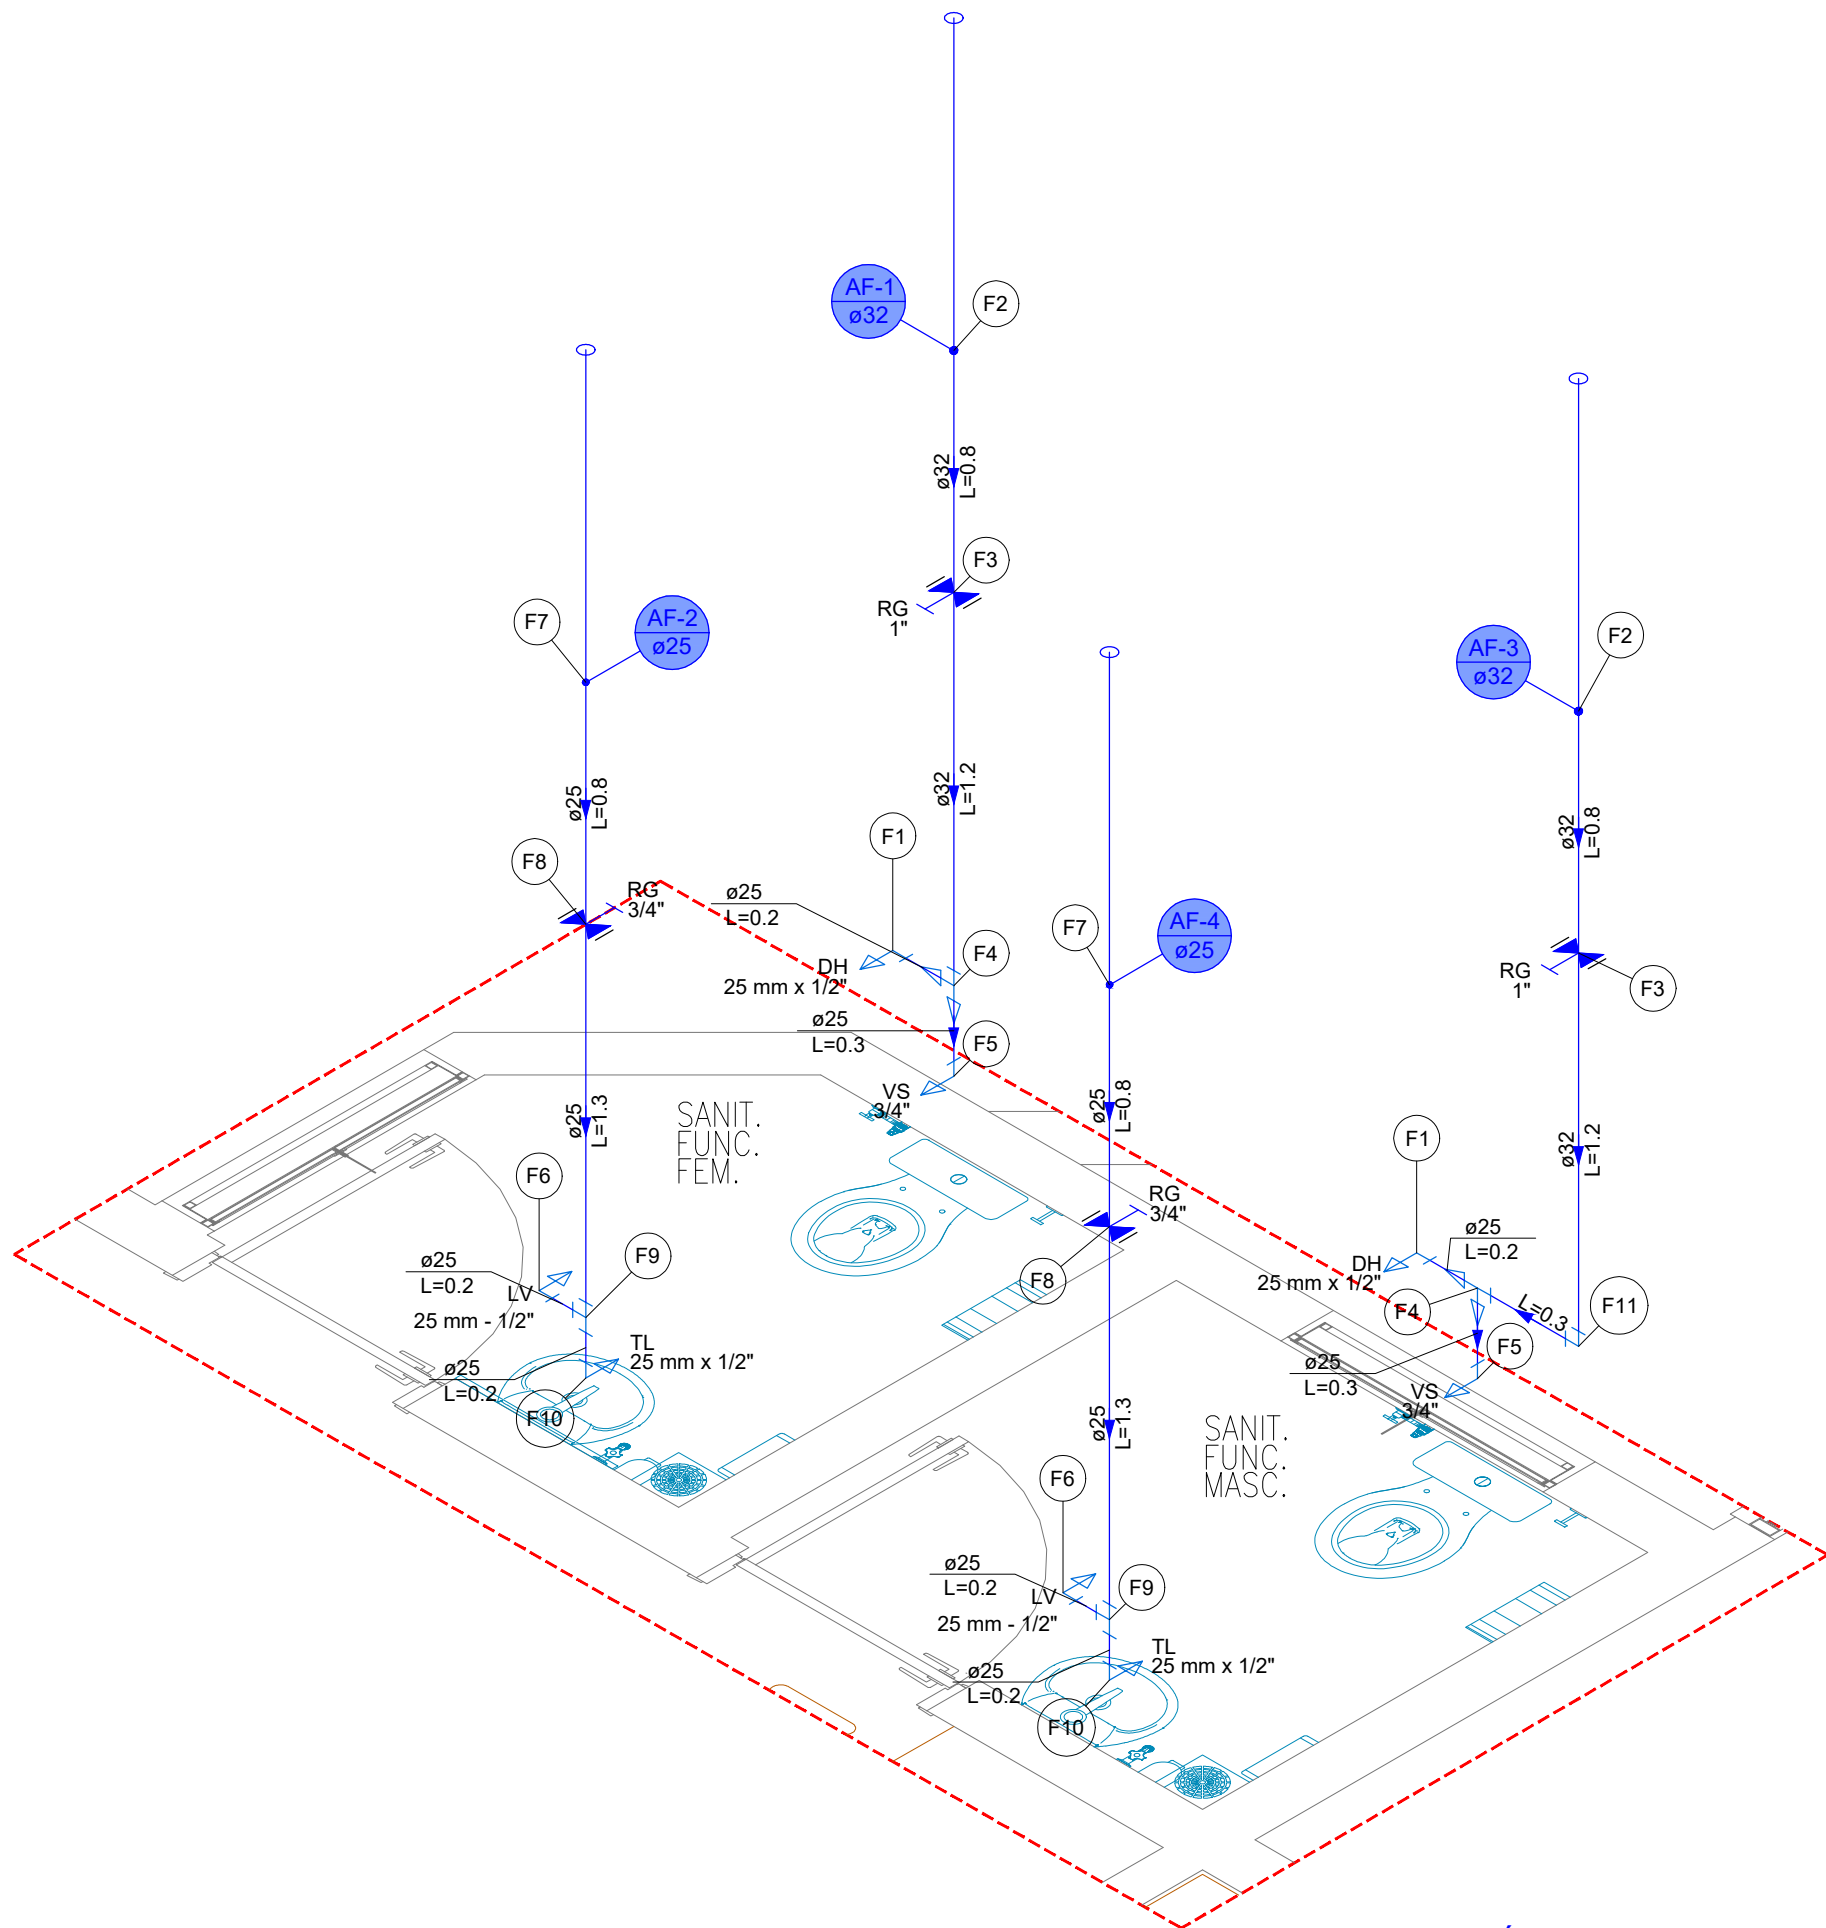 AF-1
ø32
F2
ø32
L=0.8
F3
RG
1"
ø32
L=1.2
F1
ø25
L=0.2
DH
25 mm x 1/2"
F4
ø25
L=0.3
F5
VS
3/4"
F7
AF-2
ø25
ø25
L=0.8
F8
RG
3/4"
ø25
L=1.3
SANIT.
FUNC.
FEM.
F6
F9
ø25
L=0.2
LV
25 mm - 1/2"
TL
25 mm x 1/2"
ø25
L=0.2
F10
F7
AF-4
ø25
ø25
L=0.8
RG
3/4"
F8
ø25
L=1.3
F6
F9
ø25
L=0.2
LV
25 mm - 1/2"
TL
25 mm x 1/2"
ø25
L=0.2
F10
AF-3
ø32
F2
ø32
L=0.8
RG
1"
F3
ø32
L=1.2
F1
ø25
L=0.2
DH
25 mm x 1/2"
F4
L=0.3
F11
F5
ø25
L=0.3
VS
3/4"
SANIT.
FUNC.
MASC.